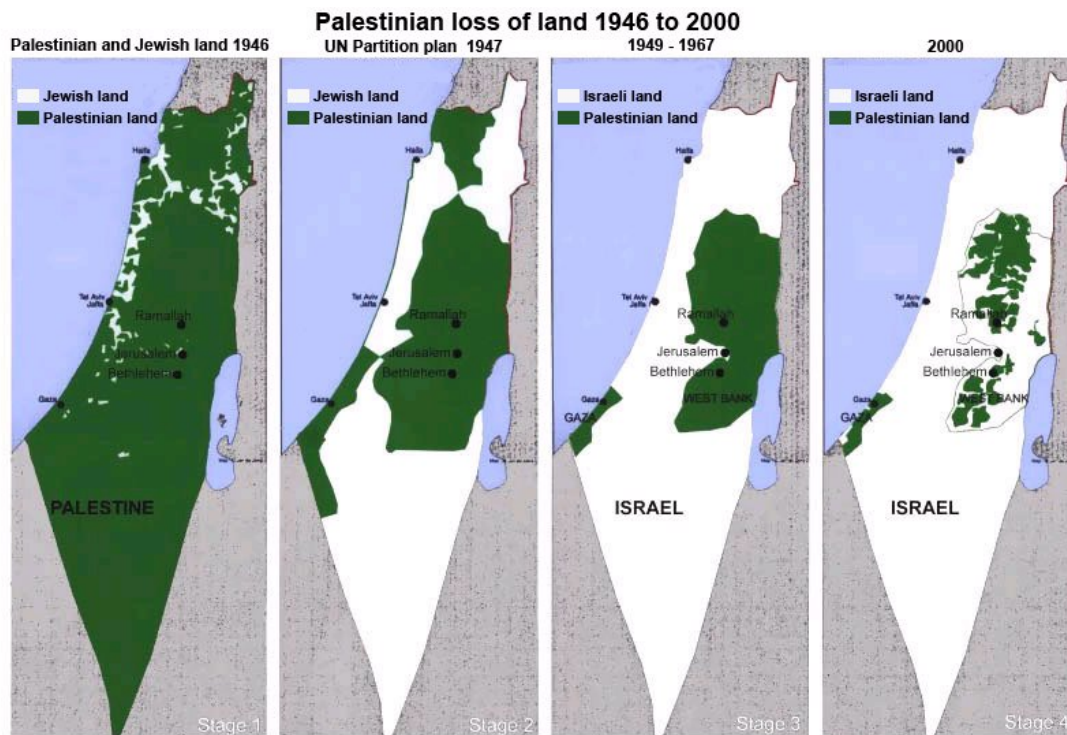 Palestinian loss of land 1946 to 2000
Palestinian and Jewish land 1946
Jewish land
Palestinian land
Haifa
Tel Aviv
Jaffa
Ramallah
Jerusalem
Bethlehem
Gaza
PALESTINE
Stage 1
UN Partition plan 1947
Jewish land
Palestinian land
Haifa
Tel Aviv
Jaffa
Ramallah
Jerusalem
Bethlehem
Gaza
Stage 2
1949 - 1967
Israeli land
Palestinian land
Haifa
Tel Aviv
Jaffa
Ramallah
Jerusalem
Bethlehem
WEST BANK
Gaza
GAZA
ISRAEL
Stage 3
2000
Israeli land
Palestinian land
Haifa
Tel Aviv
Jaffa
Ramallah
Jerusalem
Bethlehem
WEST BANK
Gaza
GAZA
ISRAEL
Stage 4